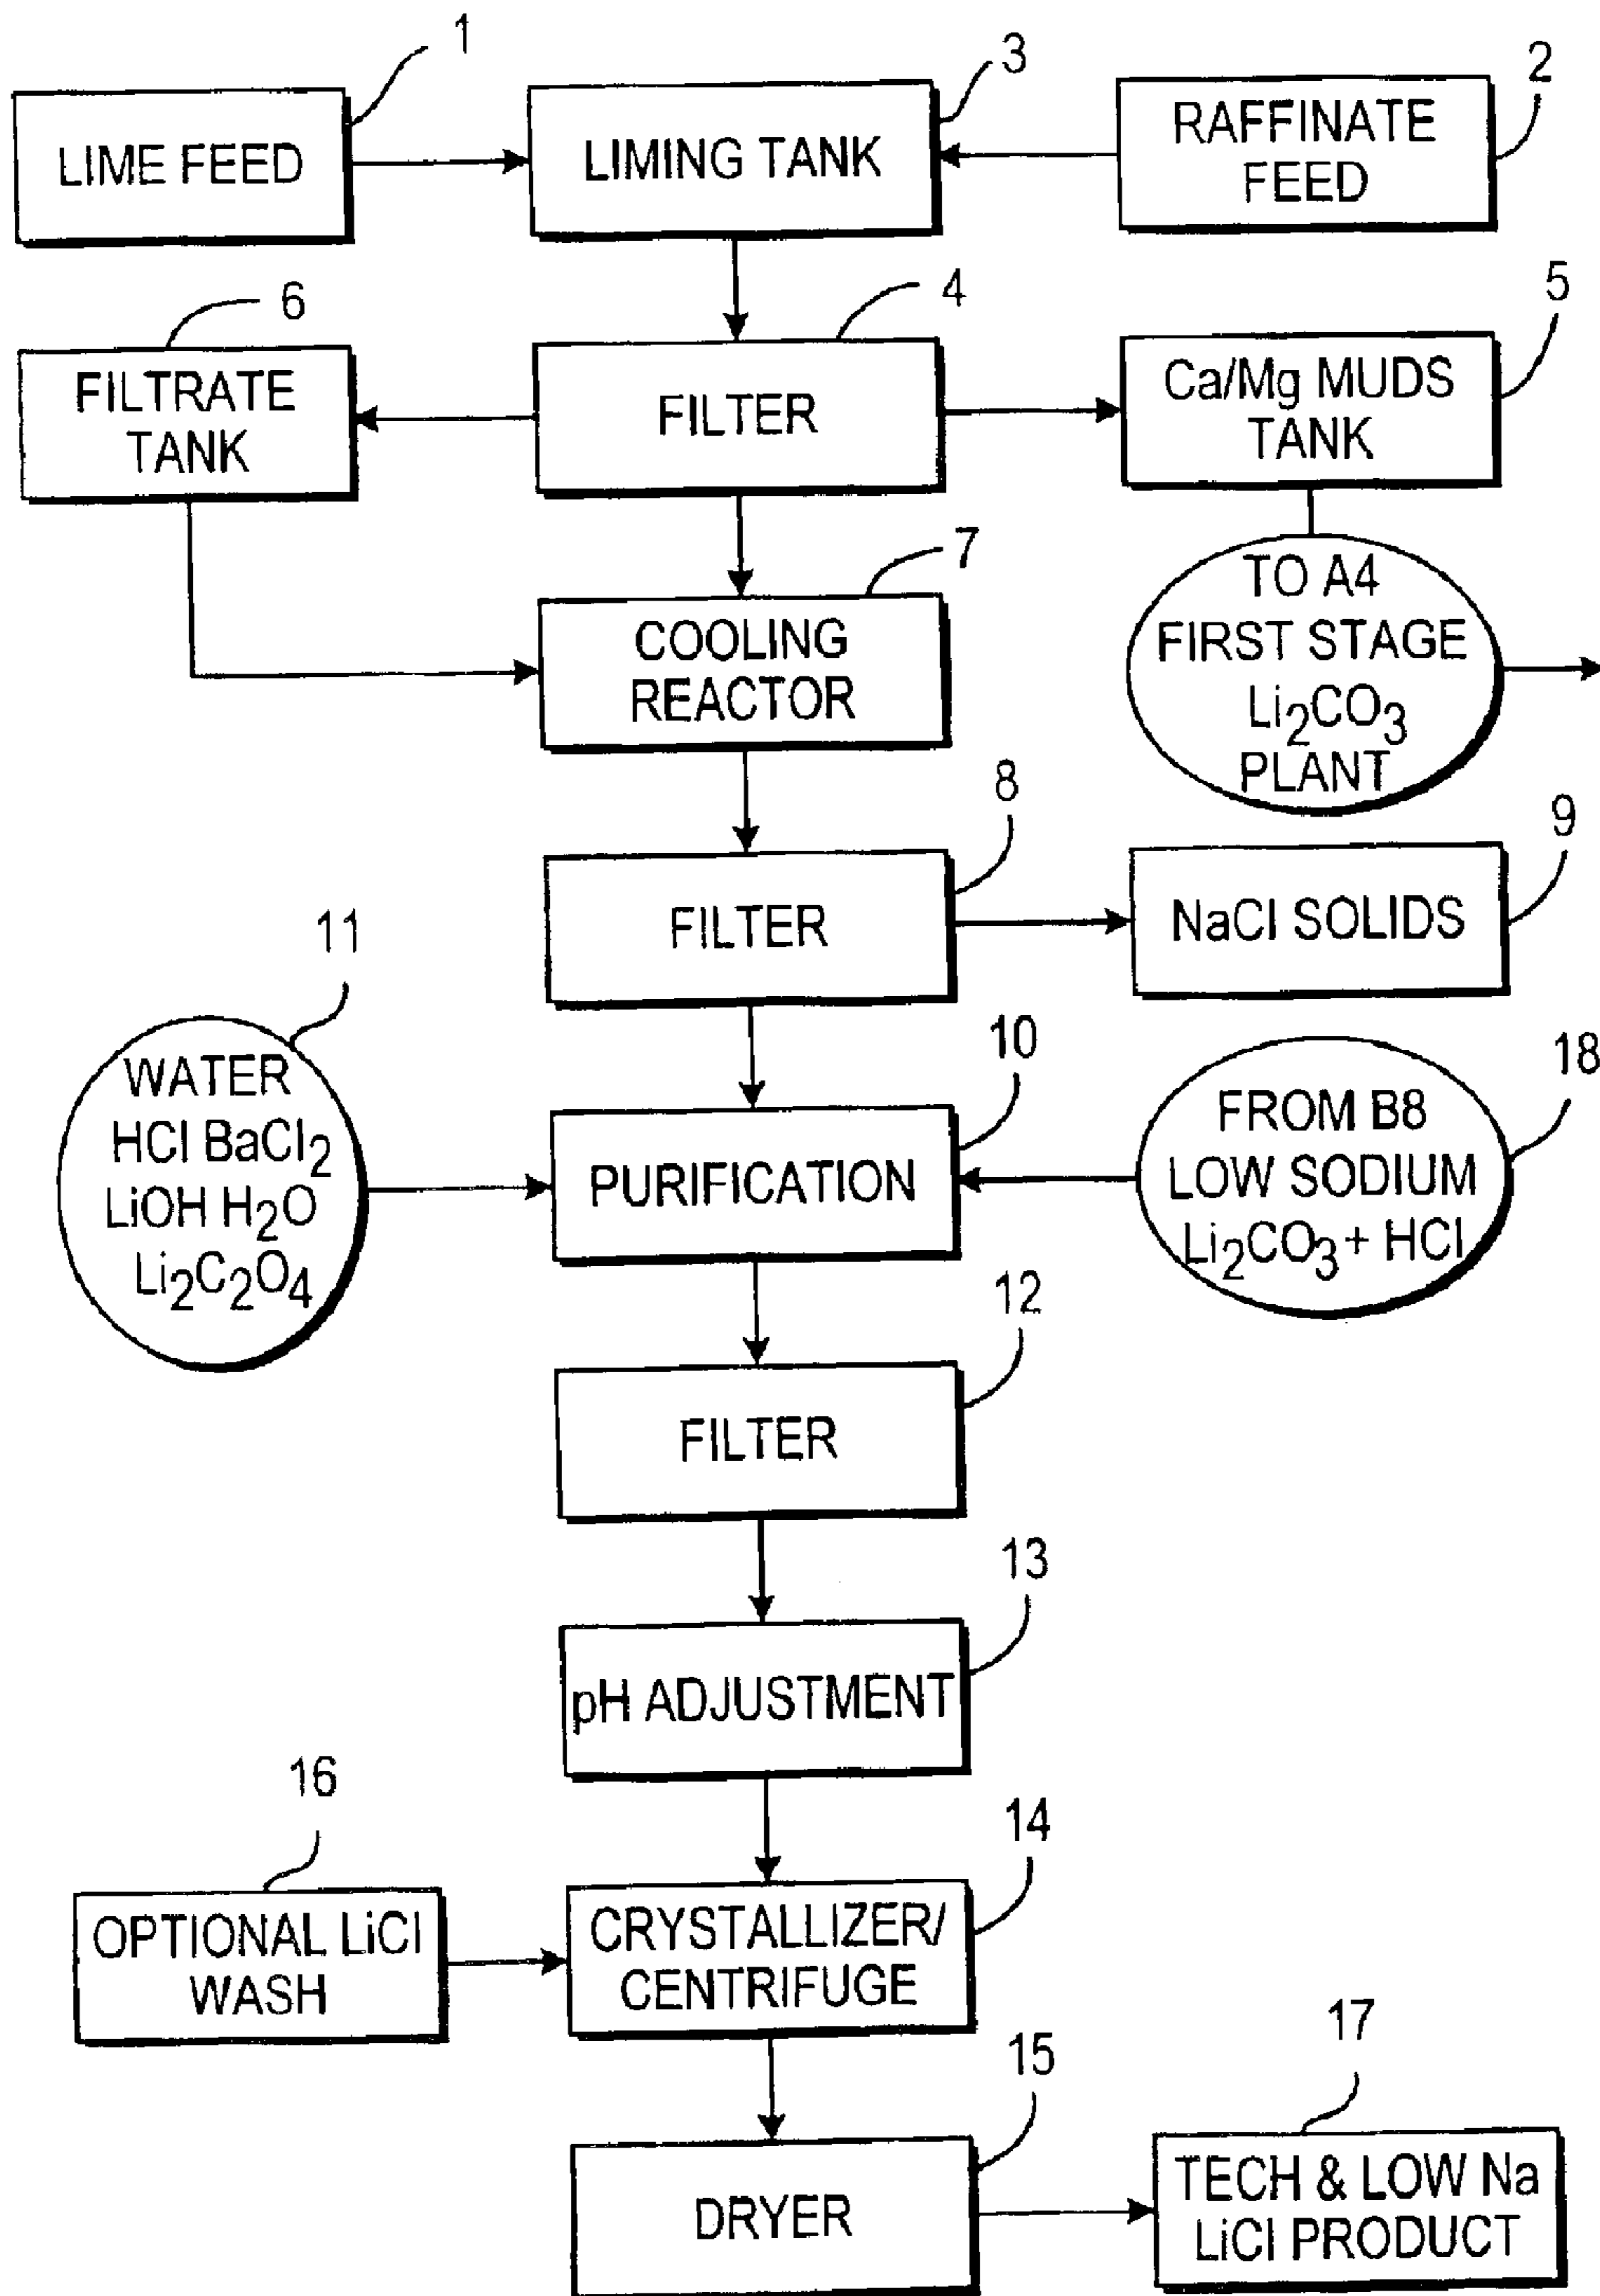 1
3
2
LIME FEED
LIMING TANK
RAFFINATE
FEED
6
4
5
FILTRATE
TANK
FILTER
Ca/Mg MUDS
TANK
7
COOLING
REACTOR
TO A4
FIRST STAGE
Li2CO3
PLANT
8
9
FILTER
NaCl SOLIDS
11
10
18
WATER
HCl BaCl2
LiOH H2O
Li2C2O4
PURIFICATION
FROM B8
LOW SODIUM
Li2CO3 + HCl
12
FILTER
13
pH ADJUSTMENT
16
14
OPTIONAL LiCl
WASH
CRYSTALLIZER/
CENTRIFUGE
15
17
DRYER
TECH & LOW Na
LiCl PRODUCT